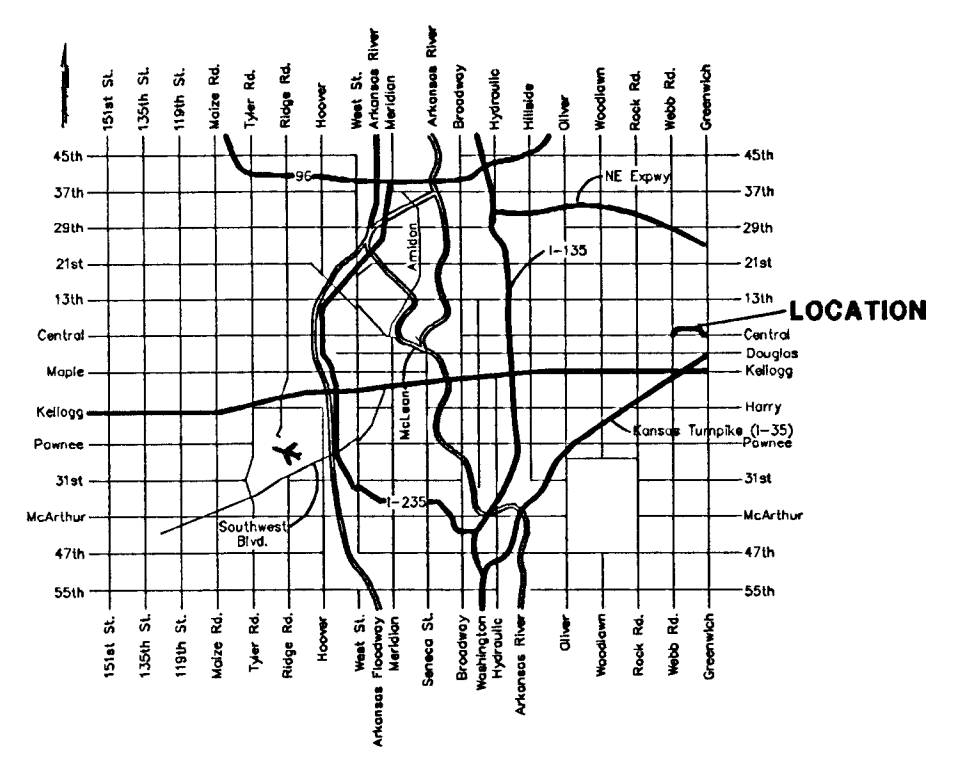 151st St.
135th St.
119th St.
Maize Rd.
Tyler Rd.
Ridge Rd.
Hoover
West St.
Arkansas River
Meridian
Arkansas River
Broadway
Hydraulic
Hillside
Oliver
Woodlawn
Rock Rd.
Webb Rd.
Greenwich
45th
37th
29th
21st
13th
Central
Maple
Kellogg
Pawnee
31st
McArthur
47th
55th
96
NE Expwy
Amidon
I-135
McLean
Kansas Turnpike (I-35)
I-235
Southwest
Blvd.
45th
37th
29th
21st
13th
LOCATION
Central
Douglas
Kellogg
Harry
Pawnee
31st
McArthur
47th
55th
151st St.
135th St.
119th St.
Maize Rd.
Tyler Rd.
Ridge Rd.
Hoover
West St.
Arkansas Floodway
Meridian
Seneca St.
Broadway
Washington
Hydraulic
Arkansas River
Oliver
Woodlawn
Rock Rd.
Webb Rd.
Greenwich